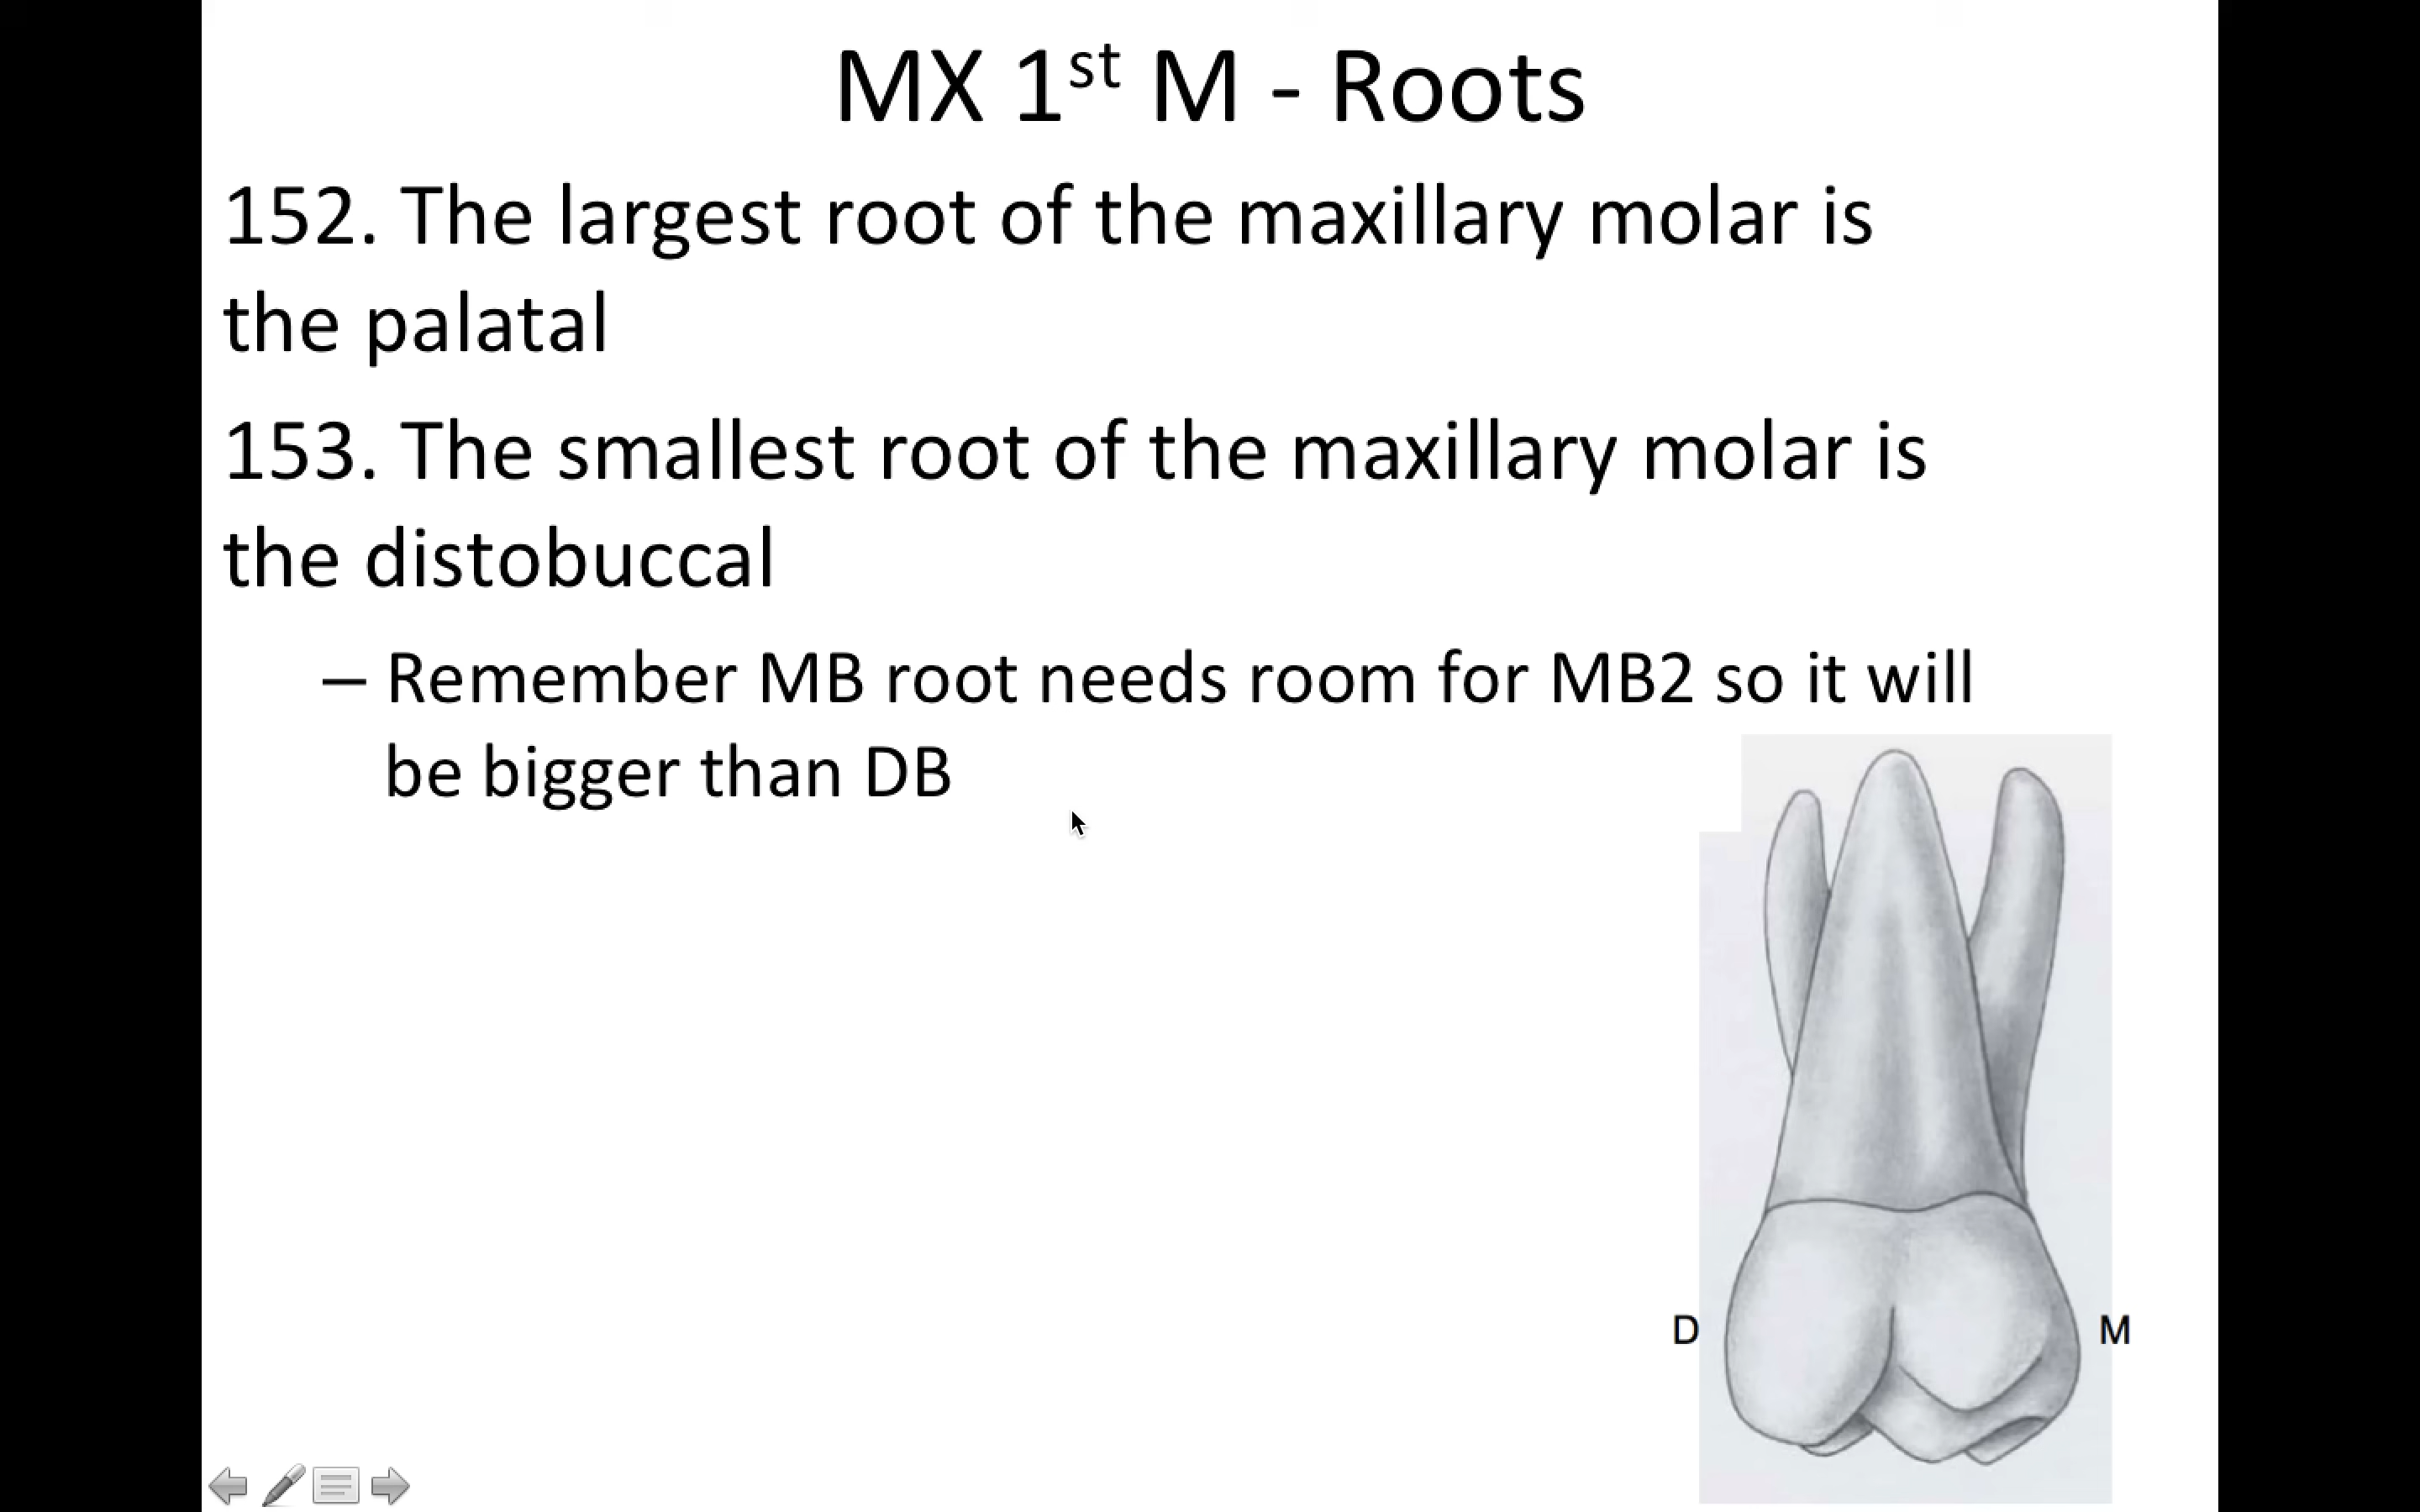 MX 1st M - Roots
152. The largest root of the maxillary molar is
the palatal
153. The smallest root of the maxillary molar is
the distobuccal
– Remember MB root needs room for MB2 so it will
be bigger than DB
D
M